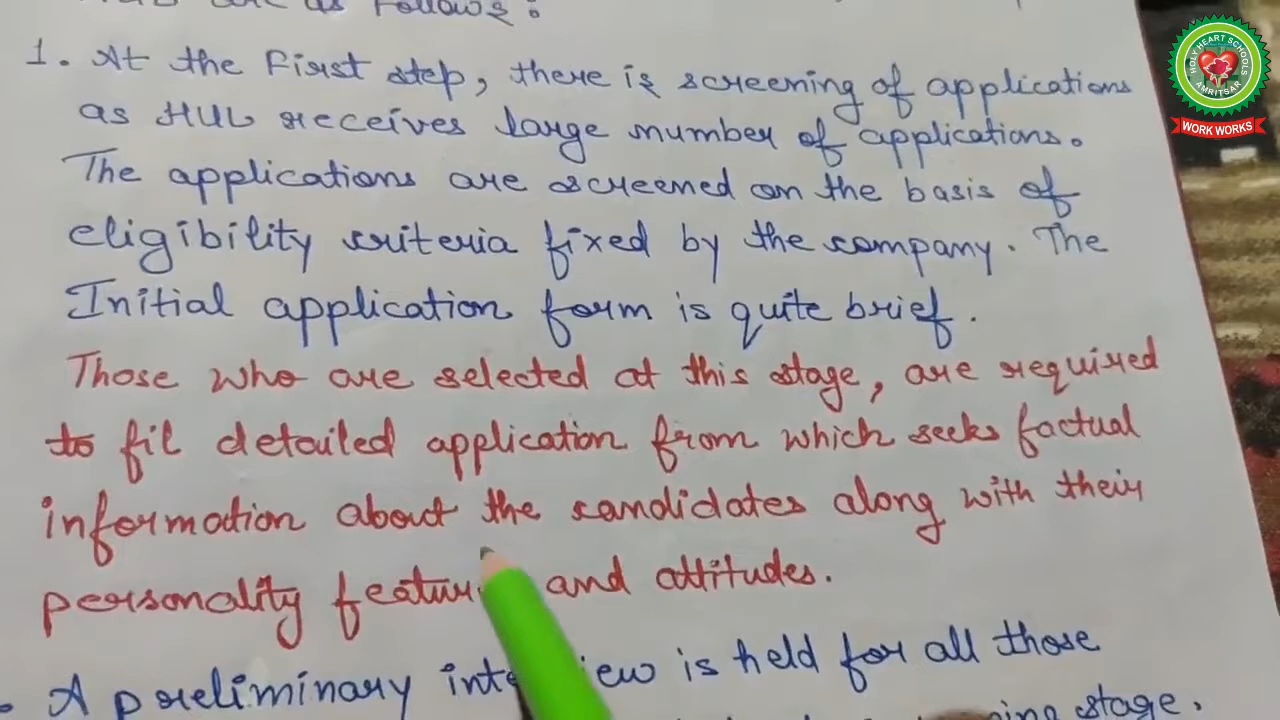 are as follows:
1. At the First step, there is screening of applications
as HUL receives large number of applications.
The applications are screened on the basis of
eligibility criteria fixed by the company. The
Initial application form is quite brief.
Those who are selected at this stage, are required
to fil detailed application from which seeks factual
information about the candidates along with their
personality and attitudes.
A preliminary is held for all those
stage.
HOLY HEART SCHOOLS
AMRITSAR
WORK WORKS